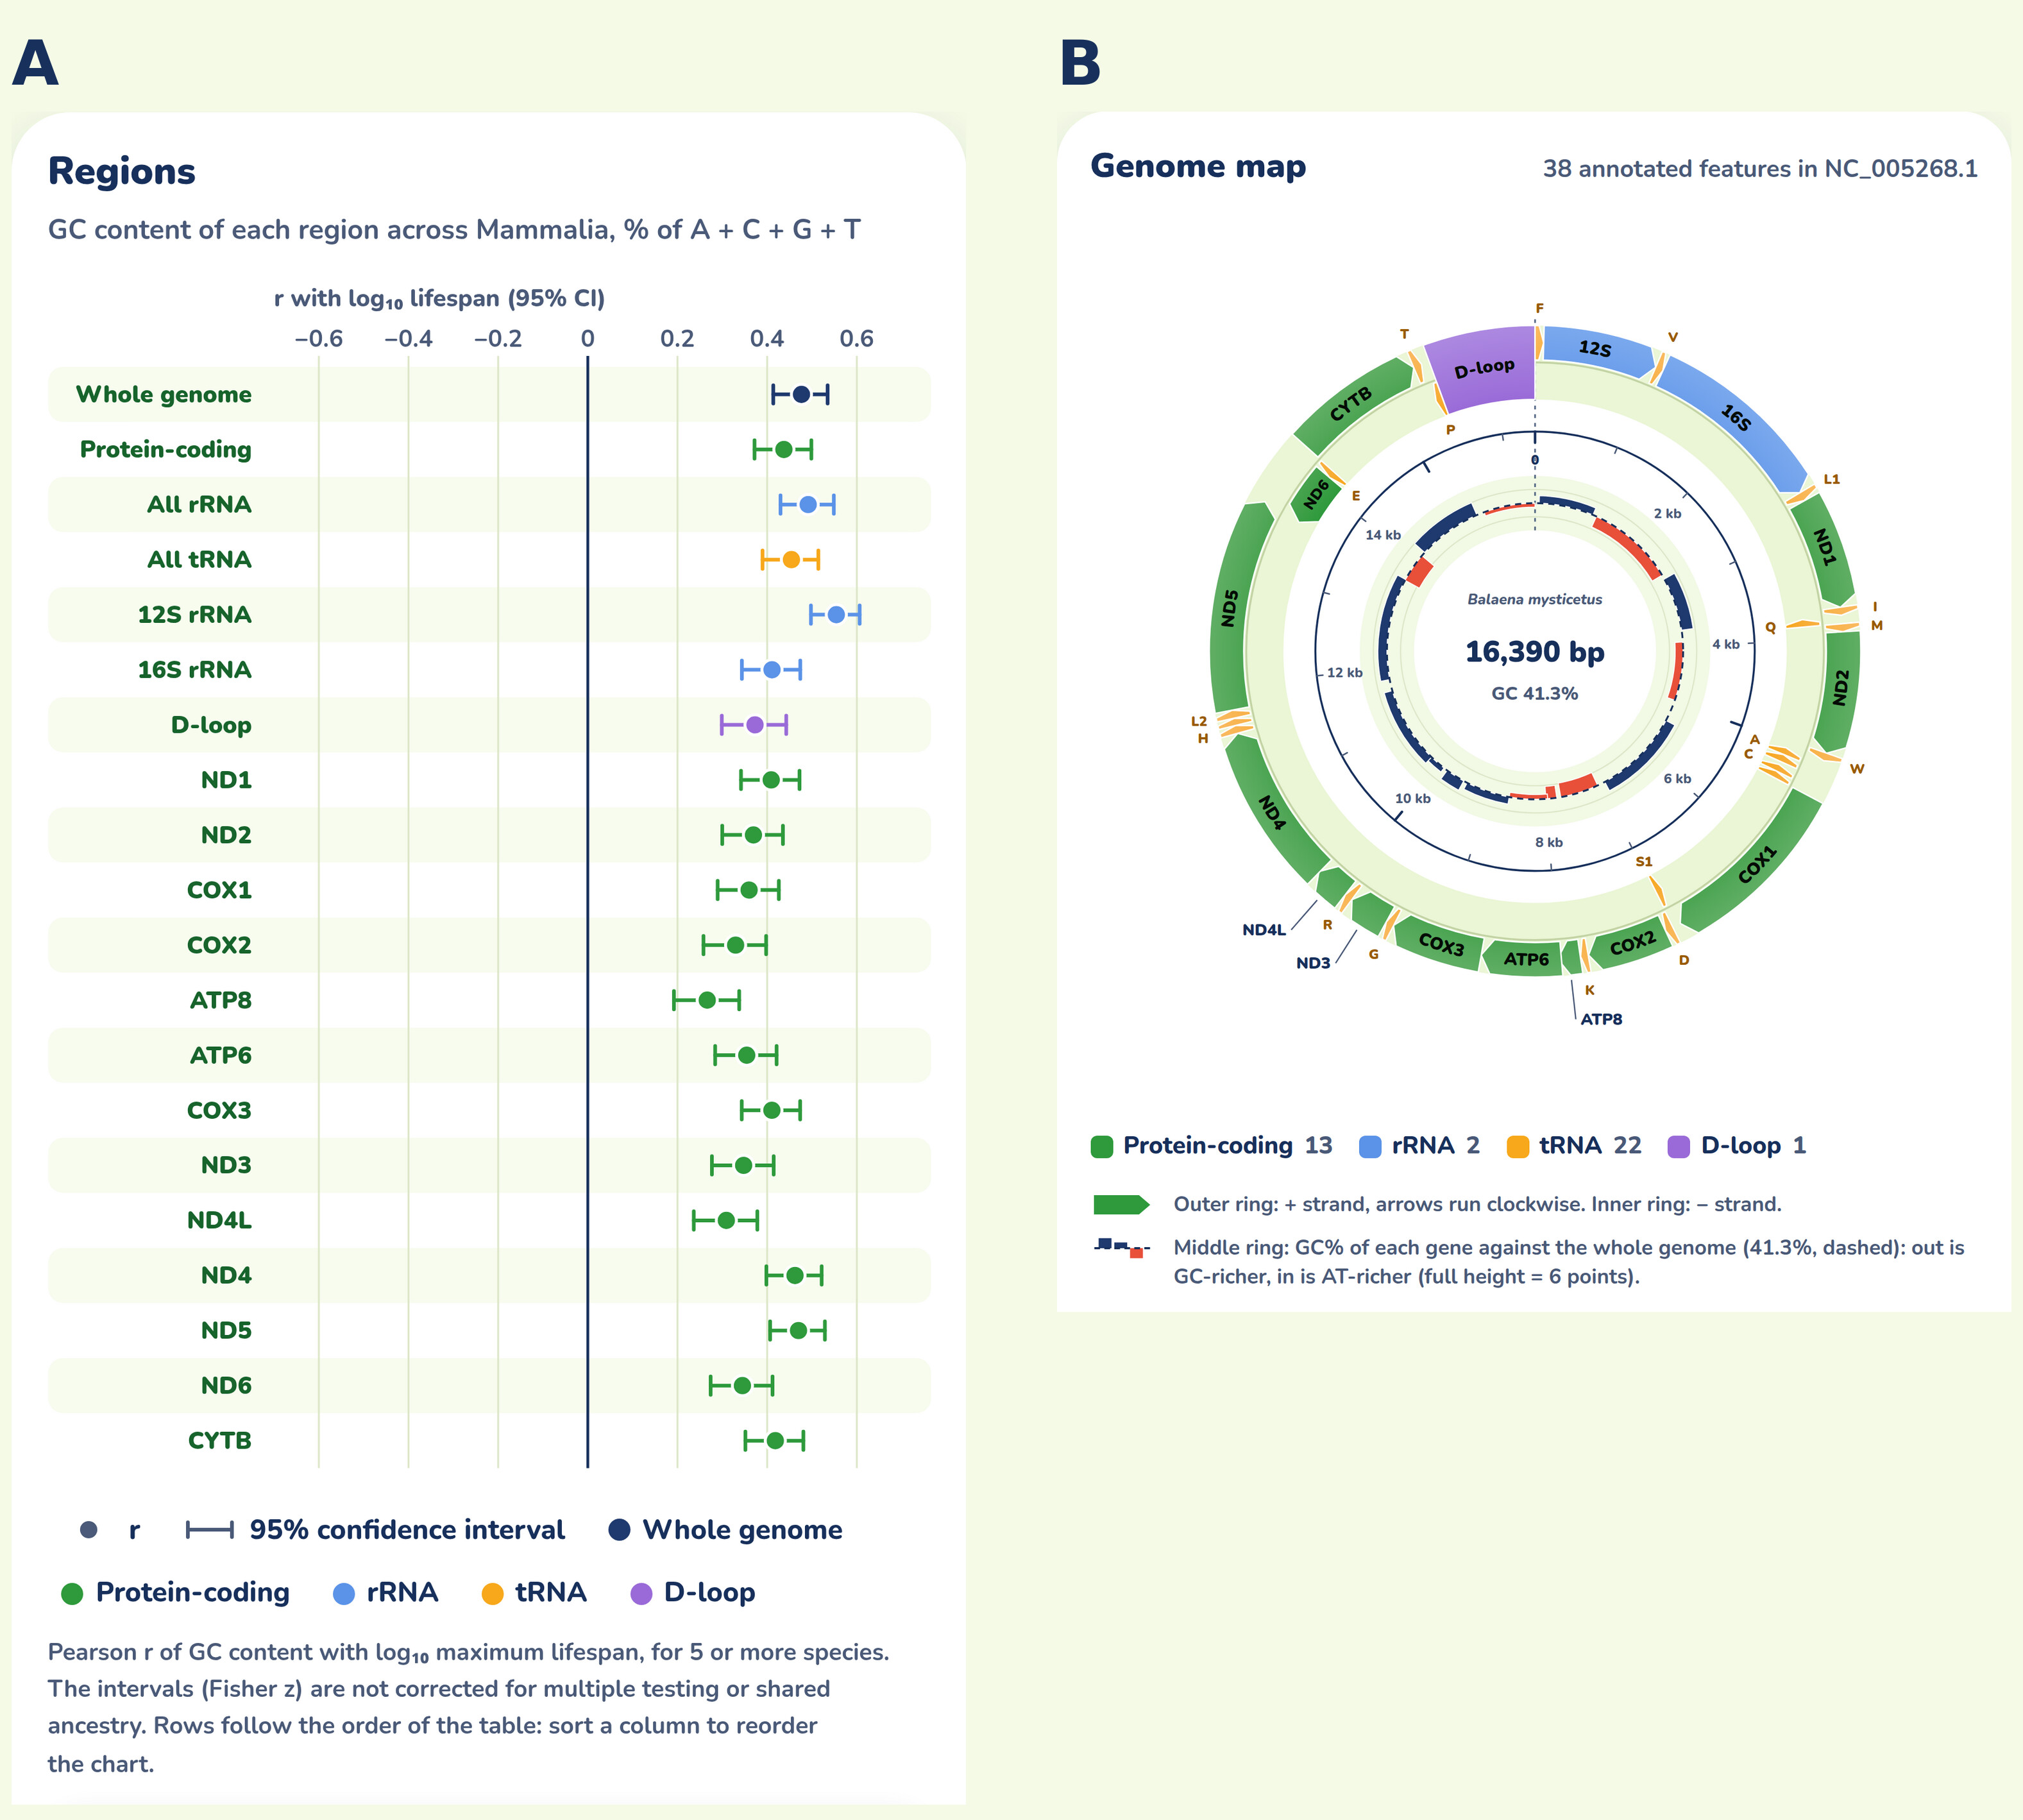 A
Regions
GC content of each region across Mammalia, % of A + C + G + T
r with log₁₀ lifespan (95% CI)
−0.6 −0.4 −0.2 0 0.2 0.4 0.6
Whole genome
Protein-coding
All rRNA
All tRNA
12S rRNA
16S rRNA
D-loop
ND1
ND2
COX1
COX2
ATP8
ATP6
COX3
ND3
ND4L
ND4
ND5
ND6
CYTB
r 95% confidence interval Whole genome
Protein-coding rRNA tRNA D-loop
Pearson r of GC content with log₁₀ maximum lifespan, for 5 or more species.
The intervals (Fisher z) are not corrected for multiple testing or shared
ancestry. Rows follow the order of the table: sort a column to reorder
the chart.
B
Genome map
38 annotated features in NC_005268.1
F
12S
V
16S
L1
ND1
I
M
Q
ND2
W
A
C
COX1
S1
D
COX2
K
ATP8
ATP6
COX3
G
ND3
R
ND4L
ND4
H
L2
ND5
ND6
E
CYTB
T
P
D-loop
0
2 kb
4 kb
6 kb
8 kb
10 kb
12 kb
14 kb
Balaena mysticetus
16,390 bp
GC 41.3%
Protein-coding 13 rRNA 2 tRNA 22 D-loop 1
Outer ring: + strand, arrows run clockwise. Inner ring: − strand.
Middle ring: GC% of each gene against the whole genome (41.3%, dashed): out is
GC-richer, in is AT-richer (full height = 6 points).